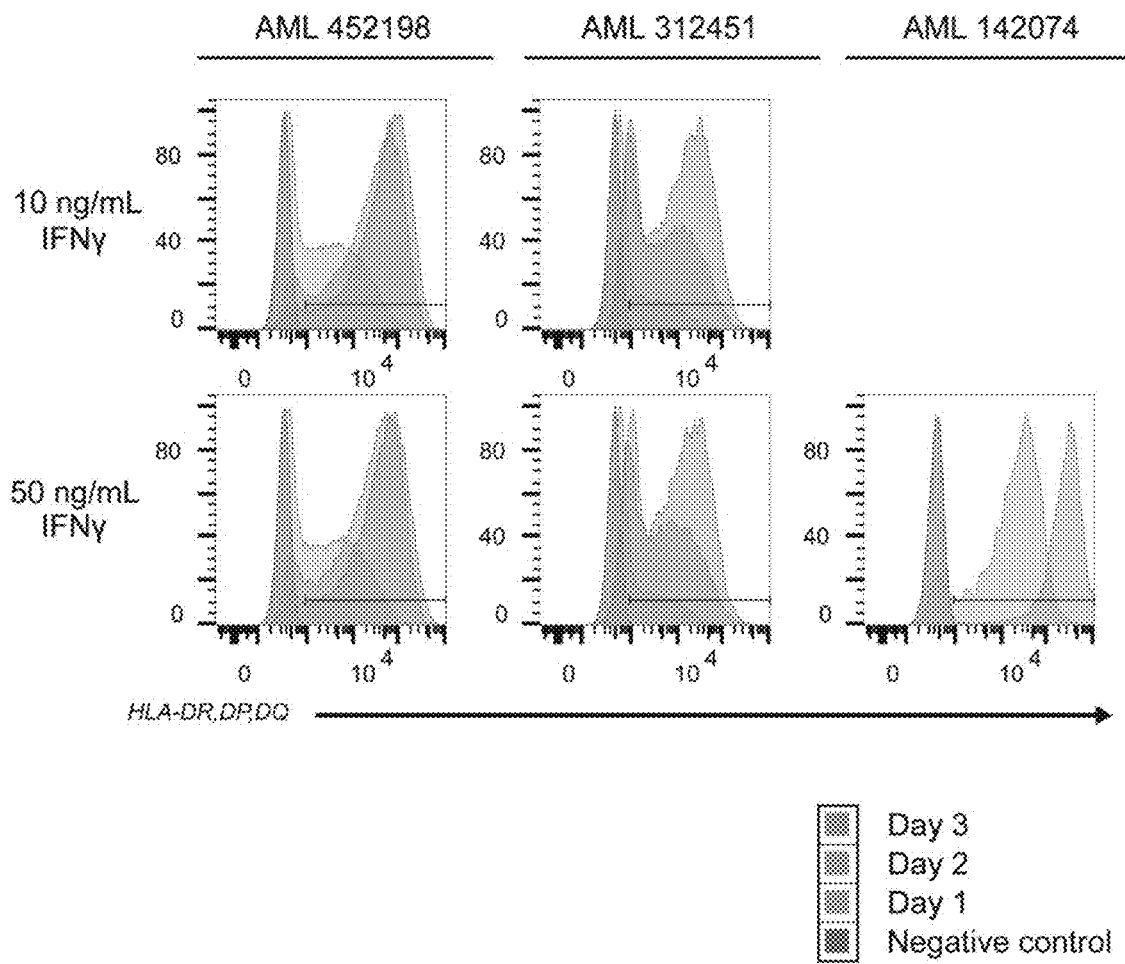 AML 452198 AML 312451 AML 142074
10 ng/mL
IFNγ
80 80
40 40
0 0
0 10^4 0 10^4
50 ng/mL
IFNγ
80 80 80
40 40 40
0 0 0
0 10^4 0 10^4 0 10^4
HLA-DR,DP,DQ
Day 3
Day 2
Day 1
Negative control